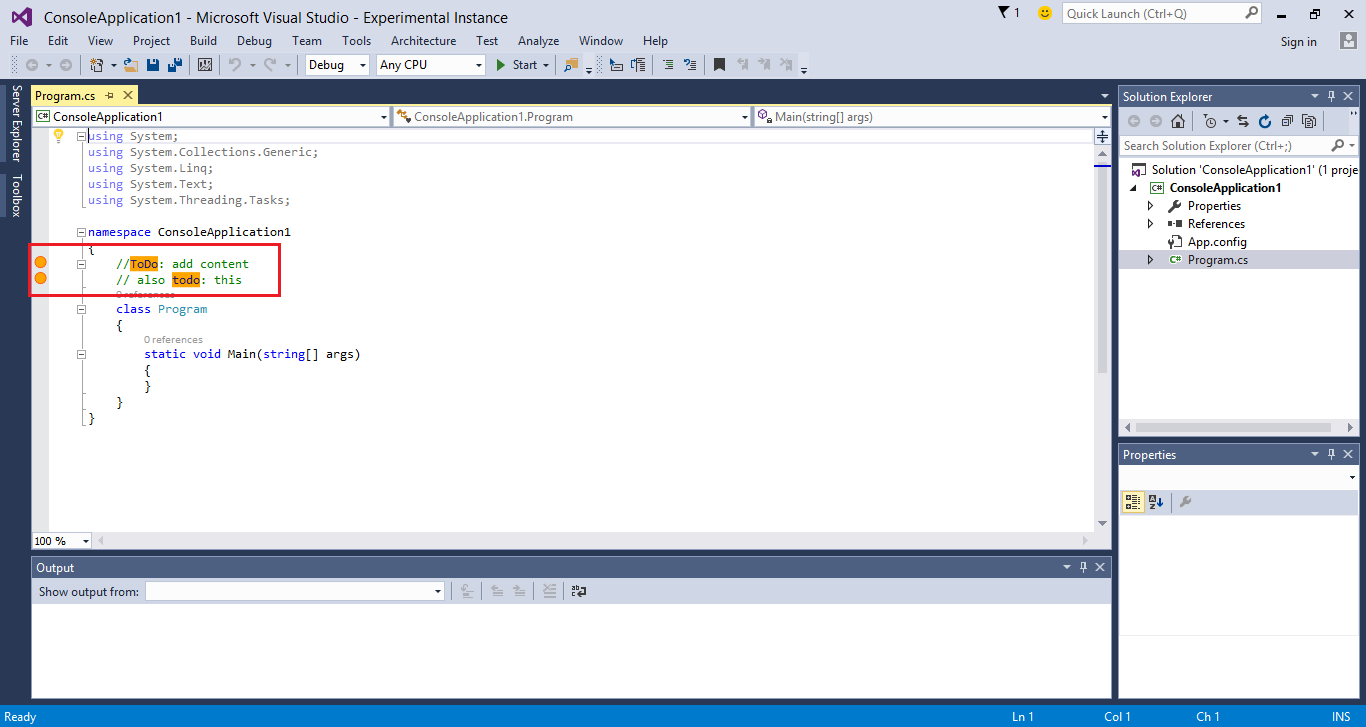 ConsoleApplication1 - Microsoft Visual Studio - Experimental Instance
1
Quick Launch (Ctrl+Q)
File Edit View Project Build Debug Team Tools Architecture Test Analyze Window Help
Sign in
Debug Any CPU Start
Server Explorer
Toolbox
Program.cs
ConsoleApplication1 ConsoleApplication1.Program Main(string[] args)
using System;
using System.Collections.Generic;
using System.Linq;
using System.Text;
using System.Threading.Tasks;
namespace ConsoleApplication1
{
//ToDo: add content
// also todo: this
0 references
class Program
{
0 references
static void Main(string[] args)
{
}
}
}
100 %
Solution Explorer
Search Solution Explorer (Ctrl+;)
Solution 'ConsoleApplication1' (1 proje
C# ConsoleApplication1
Properties
References
App.config
C# Program.cs
Properties
Output
Show output from:
Ready
Ln 1 Col 1 Ch 1 INS